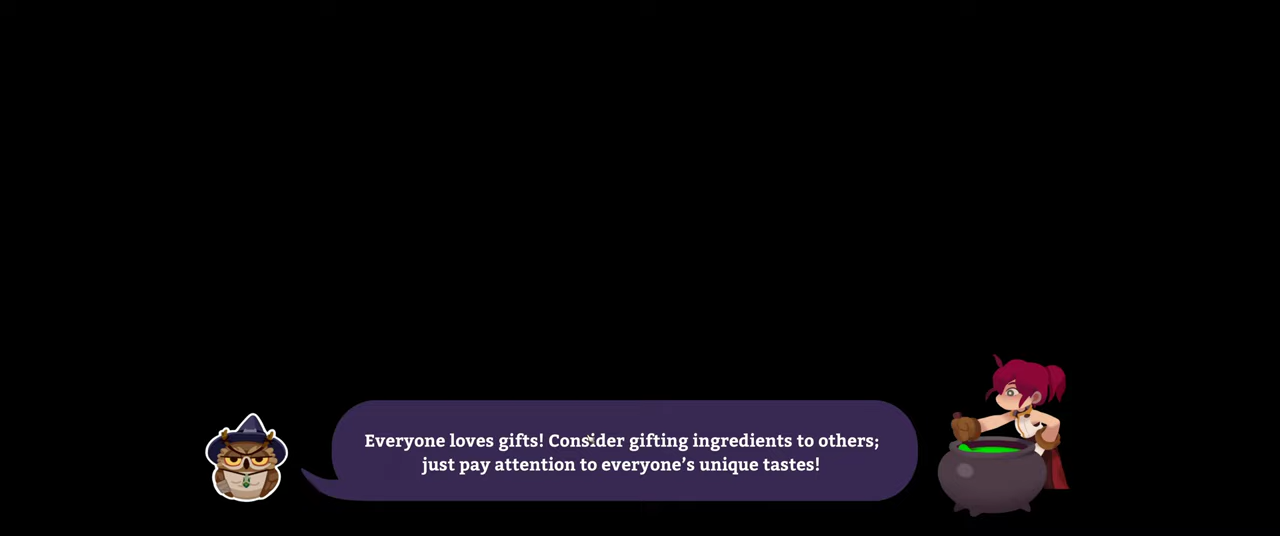 Everyone loves gifts! Consider gifting ingredients to others;
just pay attention to everyone’s unique tastes!